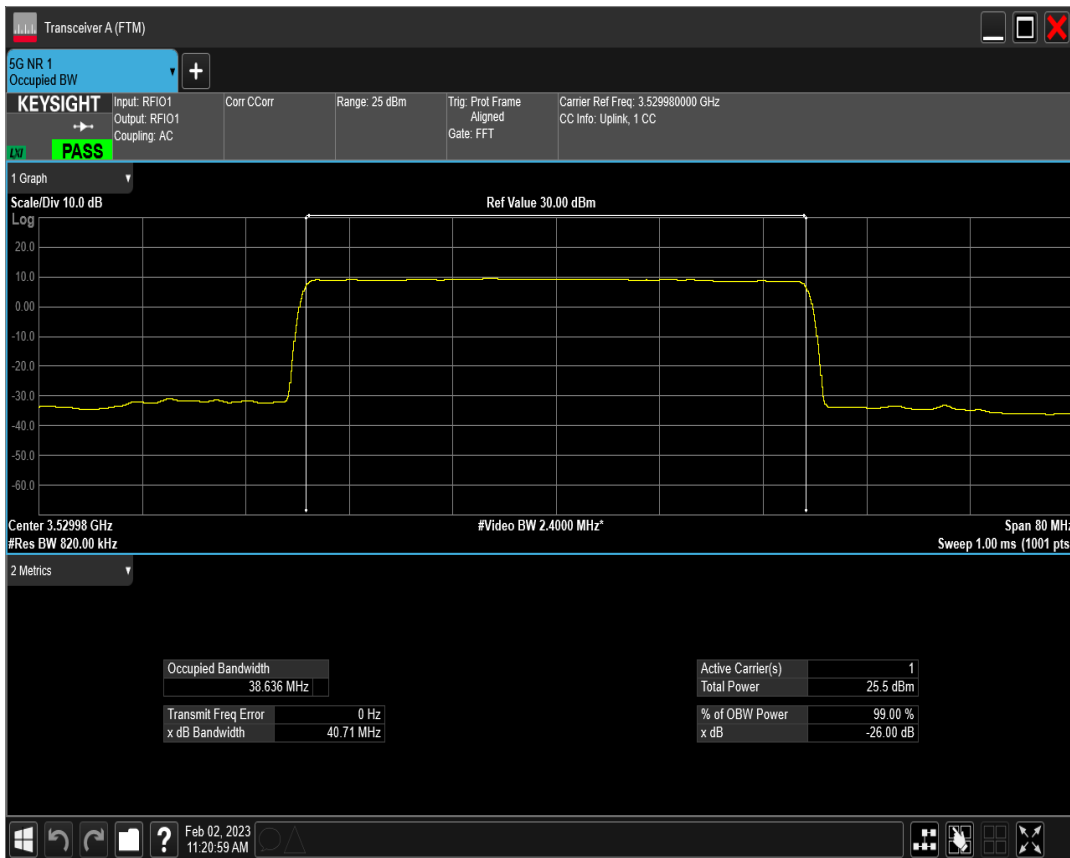 Transceiver A (FTM)
5G NR 1
Occupied BW
+
KEYSIGHT
LXI
PASS
Input: RFIO1
Output: RFIO1
Coupling: AC
Corr CCorr
Range: 25 dBm
Trig: Prot Frame
Aligned
Gate: FFT
Carrier Ref Freq: 3.529980000 GHz
CC Info: Uplink, 1 CC
1 Graph
Scale/Div 10.0 dB
Ref Value 30.00 dBm
Log
20.0
10.0
0.00
-10.0
-20.0
-30.0
-40.0
-50.0
-60.0
Center 3.52998 GHz
#Video BW 2.4000 MHz*
Span 80 MHz
#Res BW 820.00 kHz
Sweep 1.00 ms (1001 pts
2 Metrics
Occupied Bandwidth
38.636 MHz
Transmit Freq Error 0 Hz
x dB Bandwidth 40.71 MHz
Active Carrier(s) 1
Total Power 25.5 dBm
% of OBW Power 99.00 %
x dB -26.00 dB
?
Feb 02, 2023
11:20:59 AM